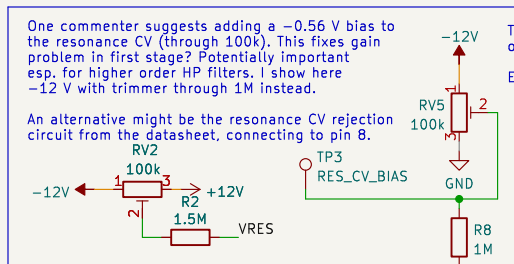 One commenter suggests adding a −0.56 V bias to
the resonance CV (through 100k). This fixes gain
problem in first stage? Potentially important
esp. for higher order HP filters. I show here
−12 V with trimmer through 1M instead.
An alternative might be the resonance CV rejection
circuit from the datasheet, connecting to pin 8.
RV2
100k
1
3
−12V
+12V
2
R2
1.5M
VRES
−12V
1
RV5
100k
2
3
GND
TP3
RES_CV_BIAS
R8
1M
T
o
E